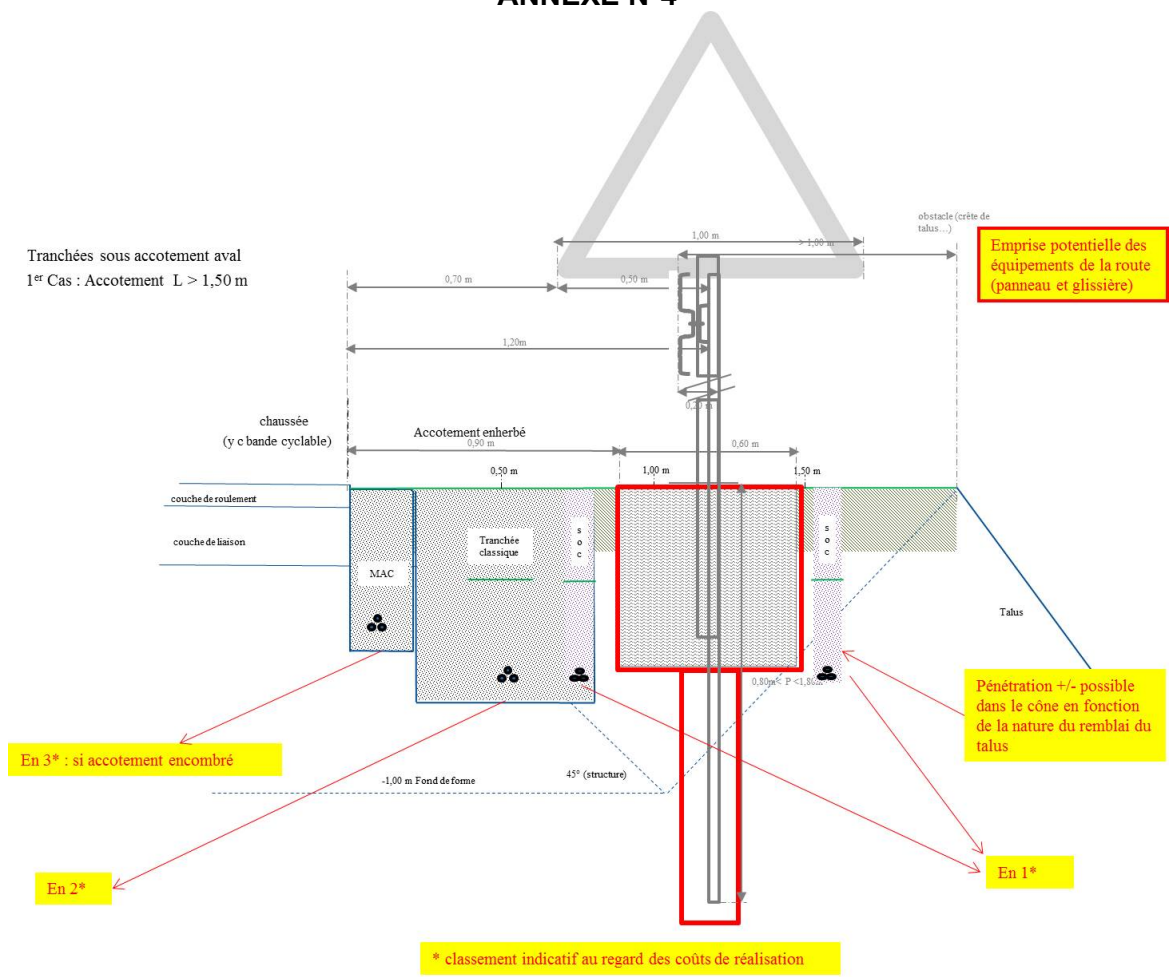 ANNEXE N°4
obstacle (crête de
talus…)
1,00 m
> 1,00 m
Emprise potentielle des
équipements de la route
(panneau et glissière)
Tranchées sous accotement aval
1er Cas : Accotement L > 1,50 m
0,70 m
0,50 m
1,20m
0,20 m
chaussée
(y c bande cyclable)
Accotement enherbé
0,90 m
0,60 m
0,50 m
1,00 m
1,50 m
couche de roulement
couche de liaison
MAC
Tranchée
classique
s
o
c
s
o
c
Talus
0,80m< P <1,80m
Pénétration +/- possible
dans le cône en fonction
de la nature du remblai du
talus
En 3* : si accotement encombré
-1,00 m Fond de forme
45° (structure)
En 2*
En 1*
* classement indicatif au regard des coûts de réalisation